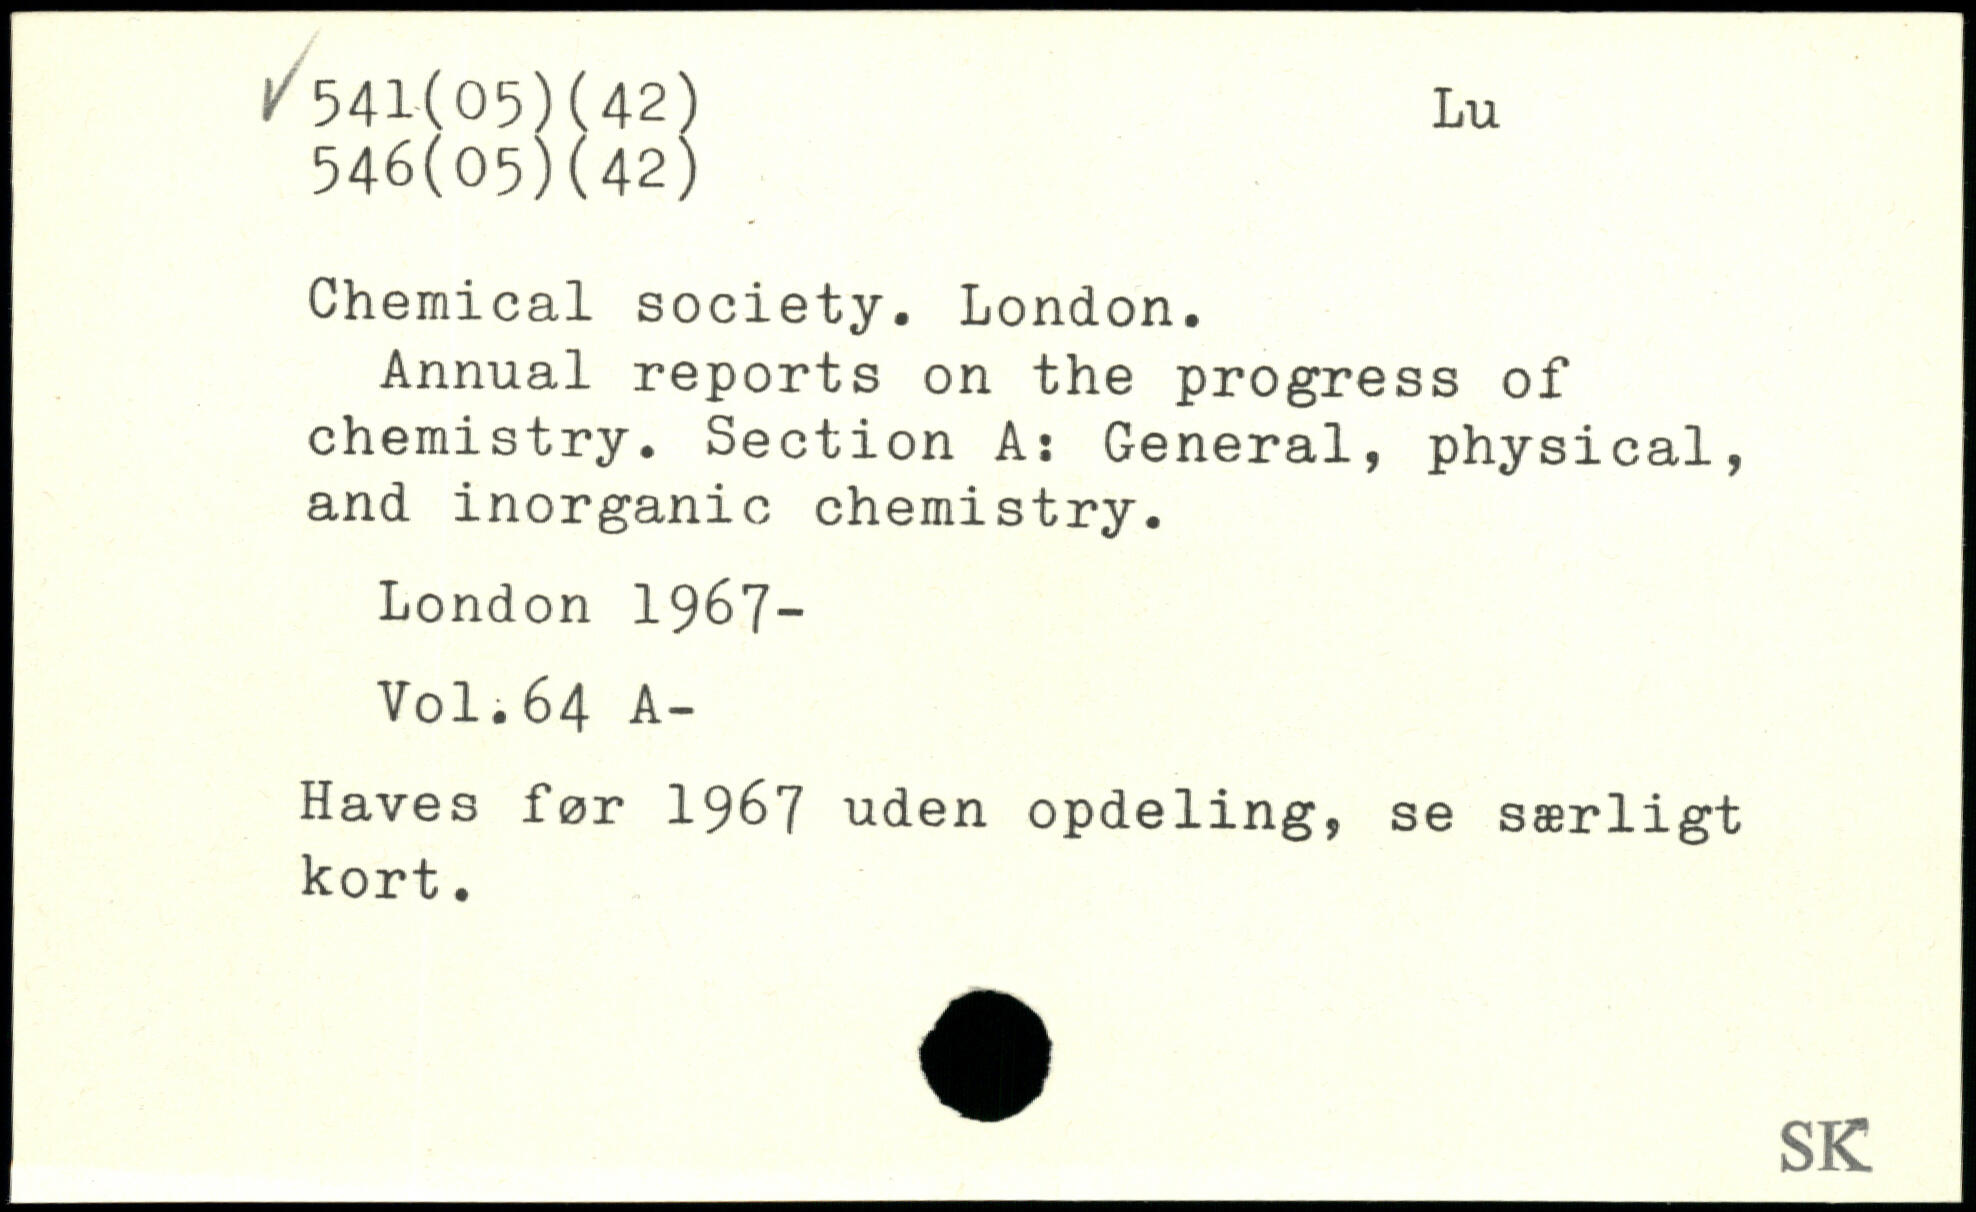 ✓ 541(05)(42) Lu
546(05)(42)
Chemical society. London.
Annual reports on the progress of
chemistry. Section A: General, physical,
and inorganic chemistry.
London 1967-
Vol.64 A-
Haves før 1967 uden opdeling, se særligt
kort.
SK